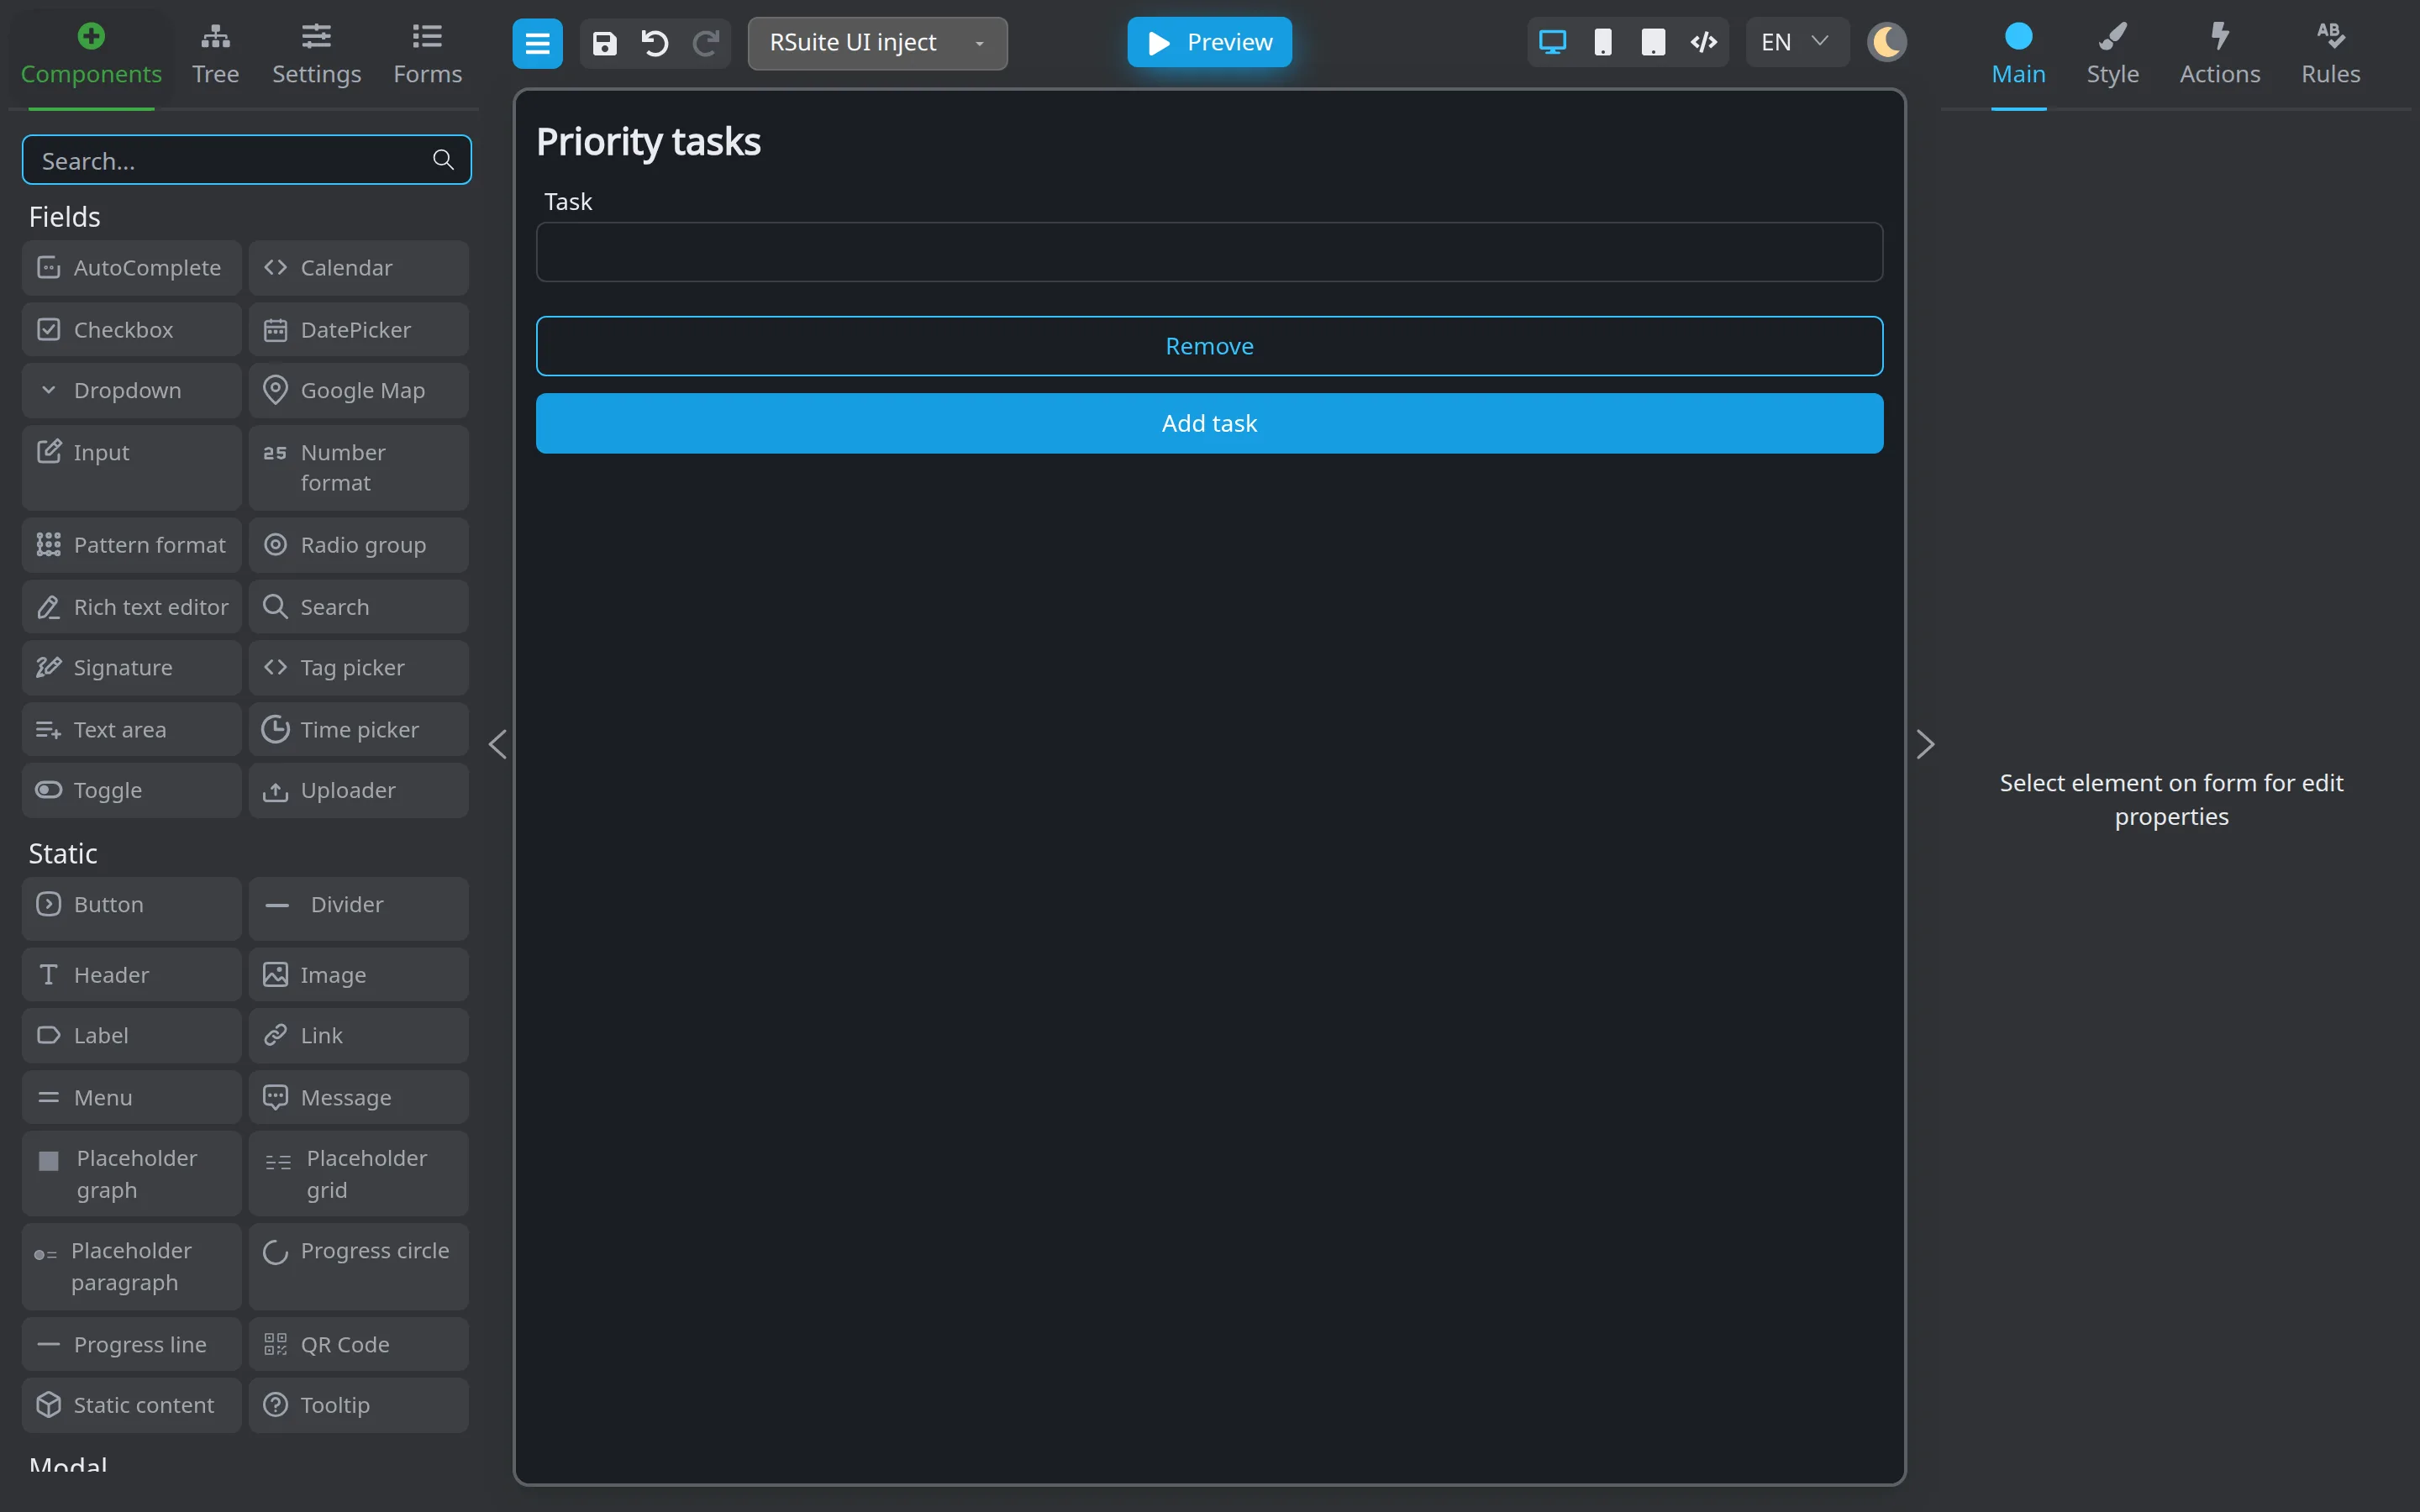 Components
Tree
Settings
Forms
RSuite UI inject
Preview
EN
Main
Style
Actions
AB
Rules
Search...
Fields
AutoComplete
Calendar
Checkbox
DatePicker
Dropdown
Google Map
Input
25
Number
format
Pattern format
Radio group
Rich text editor
Search
Signature
Tag picker
Text area
Time picker
Toggle
Uploader
Static
Button
Divider
Header
Image
Label
Link
Menu
Message
Placeholder
graph
Placeholder
grid
Placeholder
paragraph
Progress circle
Progress line
QR Code
Static content
Tooltip
Modal
Priority tasks
Task
Remove
Add task
Select element on form for edit
properties